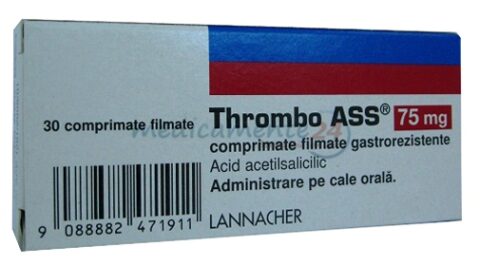 30 comprimate filmate
Thrombo ASS® 75 mg
comprimate filmate gastrorezistente
Acid acetilsalicilic
Administrare pe cale orală.
LANNACHER
9 088882 471911
medicamente24